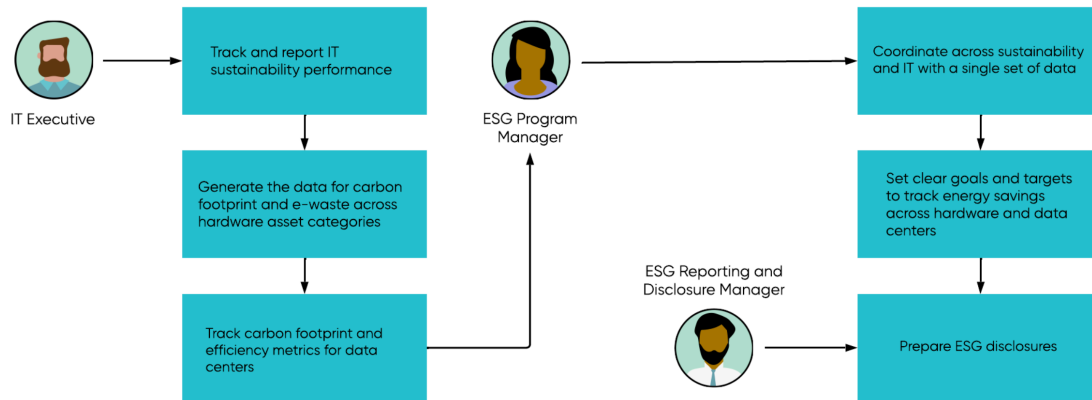 IT Executive
Track and report IT
sustainability performance
Generate the data for carbon
footprint and e-waste across
hardware asset categories
Track carbon footprint and
efficiency metrics for data
centers
ESG Program
Manager
Coordinate across sustainability
and IT with a single set of data
Set clear goals and targets
to track energy savings
across hardware and data
centers
ESG Reporting and
Disclosure Manager
Prepare ESG disclosures